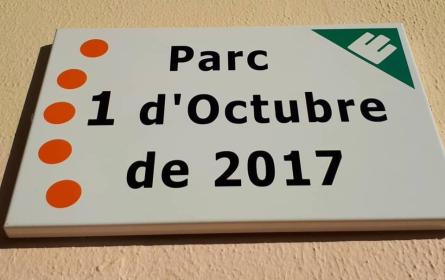 Parc
1 d'Octubre
de 2017
E